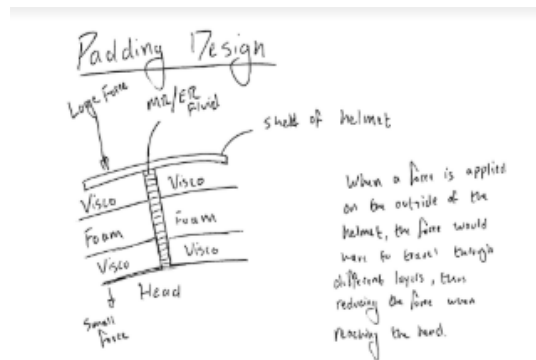 Padding Design
Large Force
MR/ER
Fluid
shell of helmet
Visco
Visco
Foam
Foam
Visco
Visco
Head
Small
force
When a force is applied
on the outside of the
helmet, the force would
have to travel through
different layers, thus
reducing the force when
reaching the head.